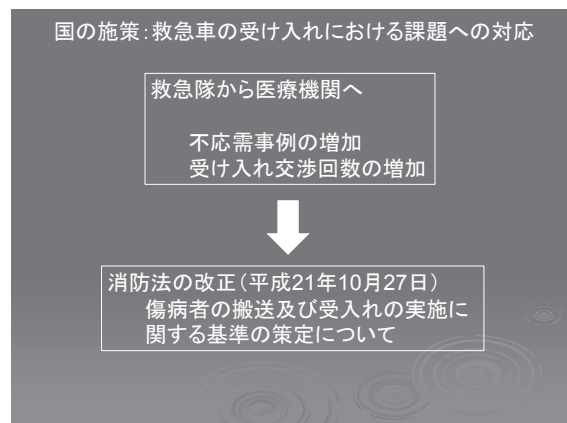 国の施策:救急車の受け入れにおける課題への対応
救急隊から医療機関へ
不応需事例の増加
受け入れ交渉回数の増加
消防法の改正(平成21年10月27日)
傷病者の搬送及び受入れの実施に
関する基準の策定について